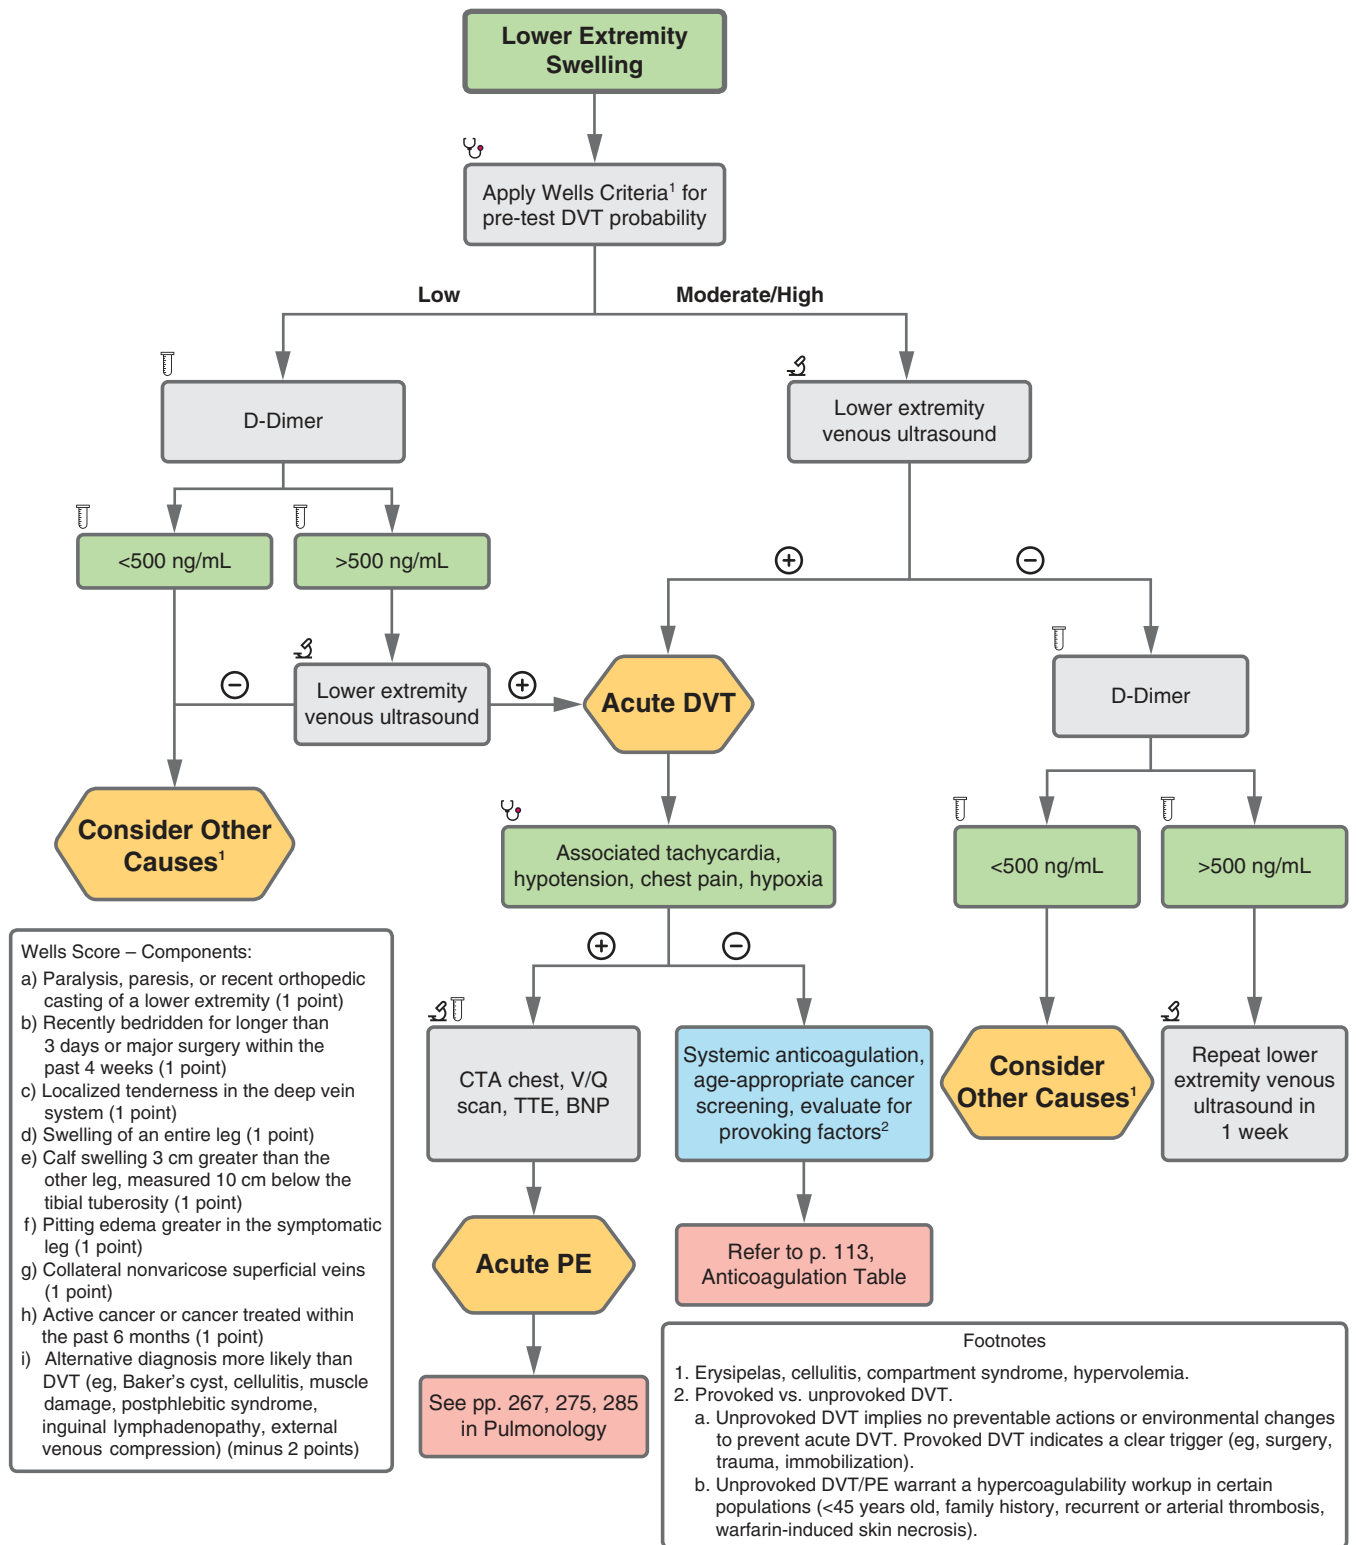 Lower Extremity
Swelling
Apply Wells Criteria¹ for
pre-test DVT probability
Low
Moderate/High
D-Dimer
Lower extremity
venous ultrasound
<500 ng/mL
>500 ng/mL
+
−
Lower extremity
venous ultrasound
−
+
Acute DVT
D-Dimer
Consider Other
Causes¹
Associated tachycardia,
hypotension, chest pain, hypoxia
<500 ng/mL
>500 ng/mL
+
−
CTA chest, V/Q
scan, TTE, BNP
Systemic anticoagulation,
age-appropriate cancer
screening, evaluate for
provoking factors²
Consider
Other Causes¹
Repeat lower
extremity venous
ultrasound in
1 week
Acute PE
Refer to p. 113,
Anticoagulation Table
See pp. 267, 275, 285
in Pulmonology
Wells Score – Components:
a) Paralysis, paresis, or recent orthopedic
casting of a lower extremity (1 point)
b) Recently bedridden for longer than
3 days or major surgery within the
past 4 weeks (1 point)
c) Localized tenderness in the deep vein
system (1 point)
d) Swelling of an entire leg (1 point)
e) Calf swelling 3 cm greater than the
other leg, measured 10 cm below the
tibial tuberosity (1 point)
f) Pitting edema greater in the symptomatic
leg (1 point)
g) Collateral nonvaricose superficial veins
(1 point)
h) Active cancer or cancer treated within
the past 6 months (1 point)
i) Alternative diagnosis more likely than
DVT (eg, Baker's cyst, cellulitis, muscle
damage, postphlebitic syndrome,
inguinal lymphadenopathy, external
venous compression) (minus 2 points)
Footnotes
1. Erysipelas, cellulitis, compartment syndrome, hypervolemia.
2. Provoked vs. unprovoked DVT.
a. Unprovoked DVT implies no preventable actions or environmental changes
to prevent acute DVT. Provoked DVT indicates a clear trigger (eg, surgery,
trauma, immobilization).
b. Unprovoked DVT/PE warrant a hypercoagulability workup in certain
populations (<45 years old, family history, recurrent or arterial thrombosis,
warfarin-induced skin necrosis).